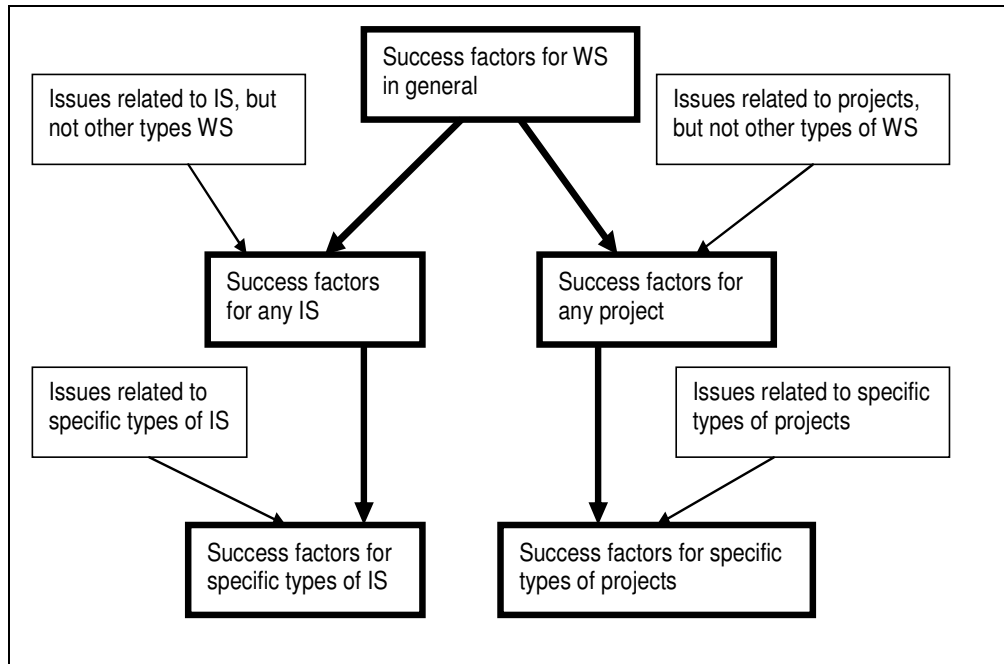 Success factors for WS
in general
Issues related to IS, but
not other types WS
Issues related to projects,
but not other types of WS
Success factors
for any IS
Success factors for
any project
Issues related to
specific types of IS
Issues related to specific
types of projects
Success factors for
specific types of IS
Success factors for specific
types of projects